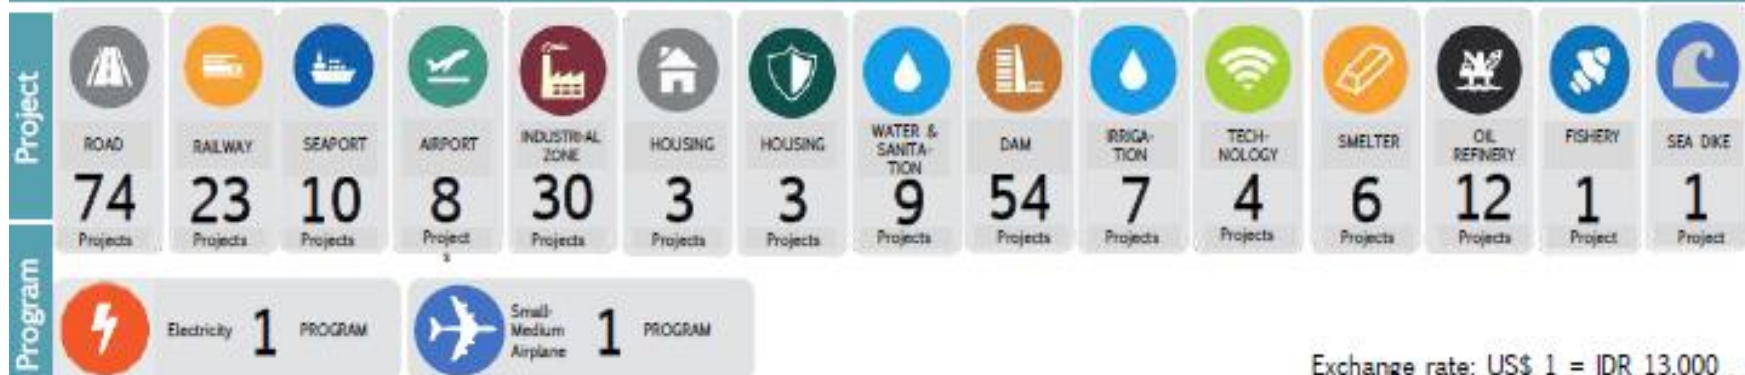 Project
ROAD
74
Projects
RAILWAY
23
Projects
SEAPORT
10
Projects
AIRPORT
8
Project
s
INDUSTRI-AL
ZONE
30
Projects
HOUSING
3
Projects
HOUSING
3
Projects
WATER &
SANITA-
TION
9
Projects
DAM
54
Projects
IRRIGA-
TION
7
Projects
TECH-
NOLOGY
4
Projects
SMELTER
6
Projects
OIL
REFINERY
12
Projects
FISHERY
1
Project
SEA DIKE
1
Project
Program
Electricity 1 PROGRAM
Small-
Medium
Airplane
1 PROGRAM
Exchange rate: US$ 1 = IDR 13.000